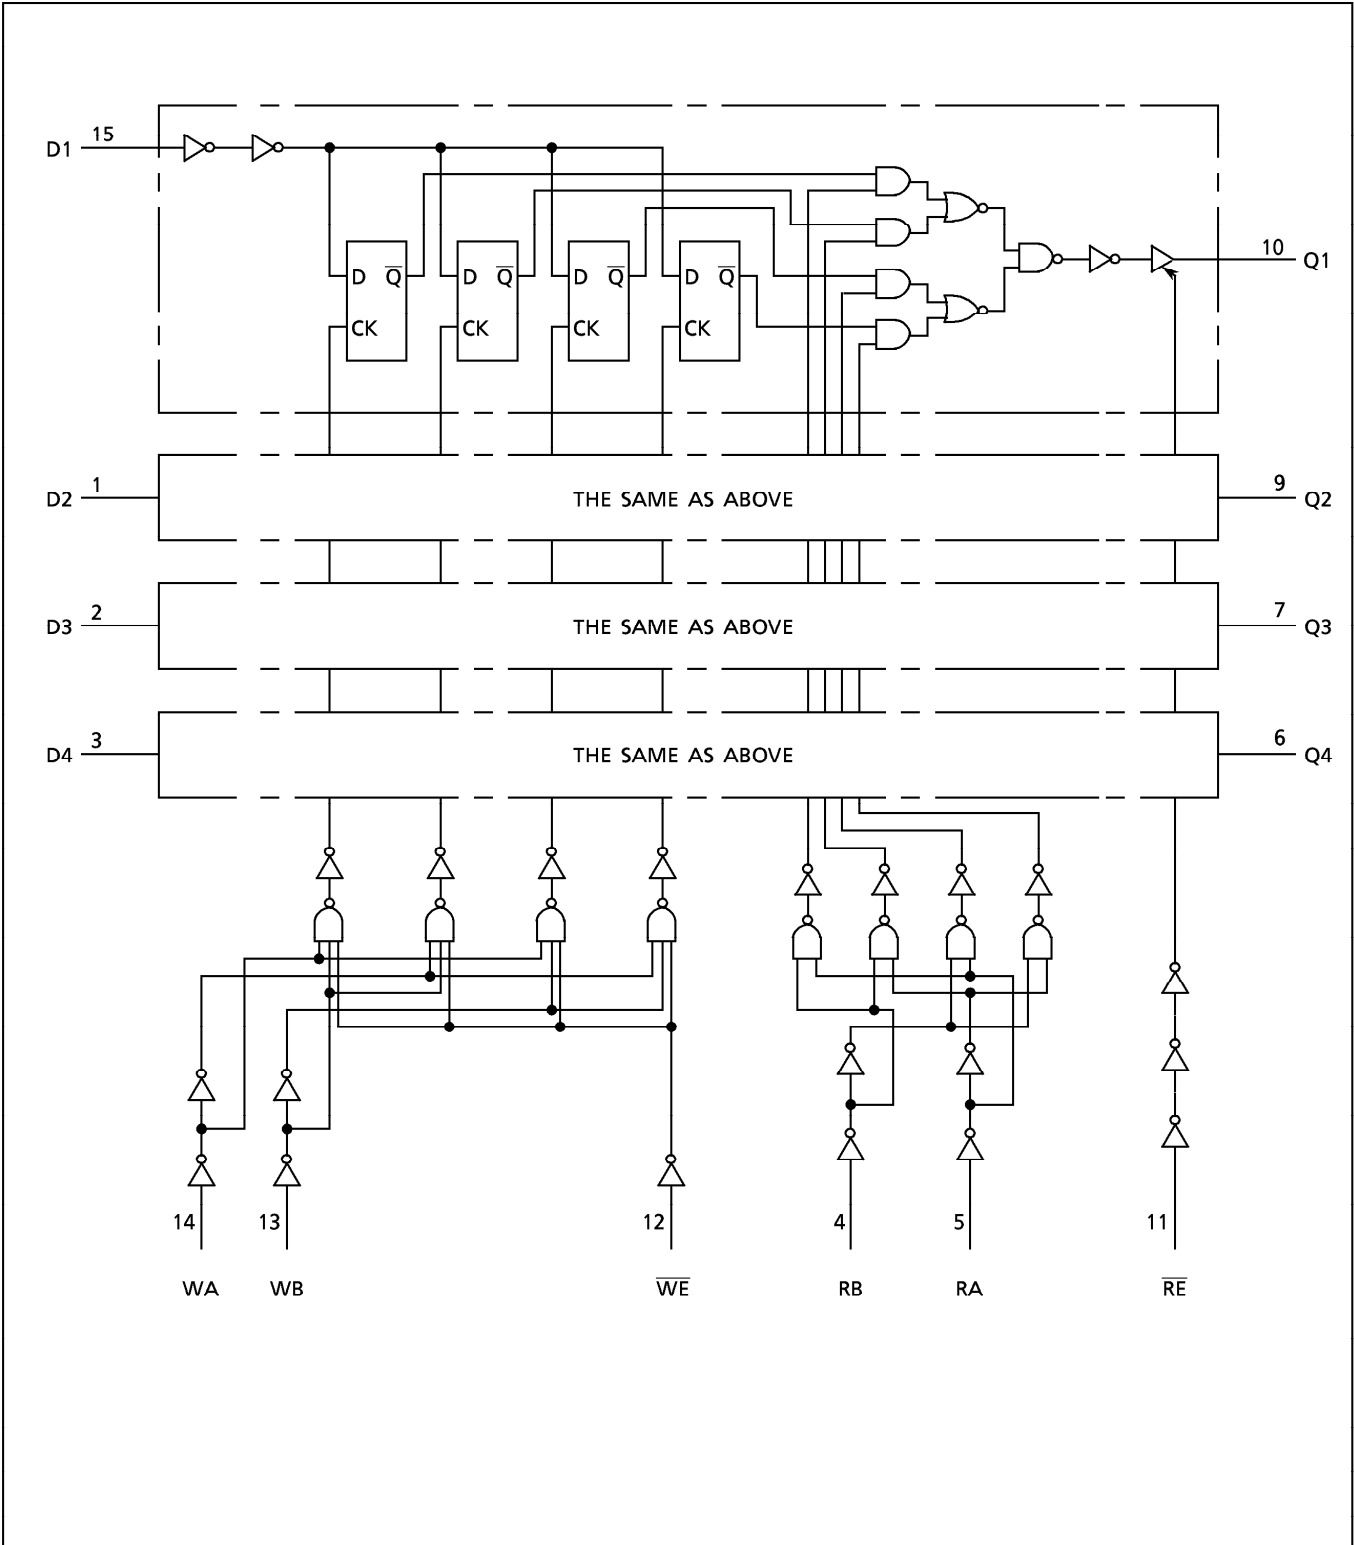 D1 15
D Q̅ D Q̅ D Q̅ D Q̅
CK CK CK CK
10 Q1
D2 1 THE SAME AS ABOVE 9 Q2
D3 2 THE SAME AS ABOVE 7 Q3
D4 3 THE SAME AS ABOVE 6 Q4
14 13 12 4 5 11
WA WB W̅E̅ RB RA R̅E̅